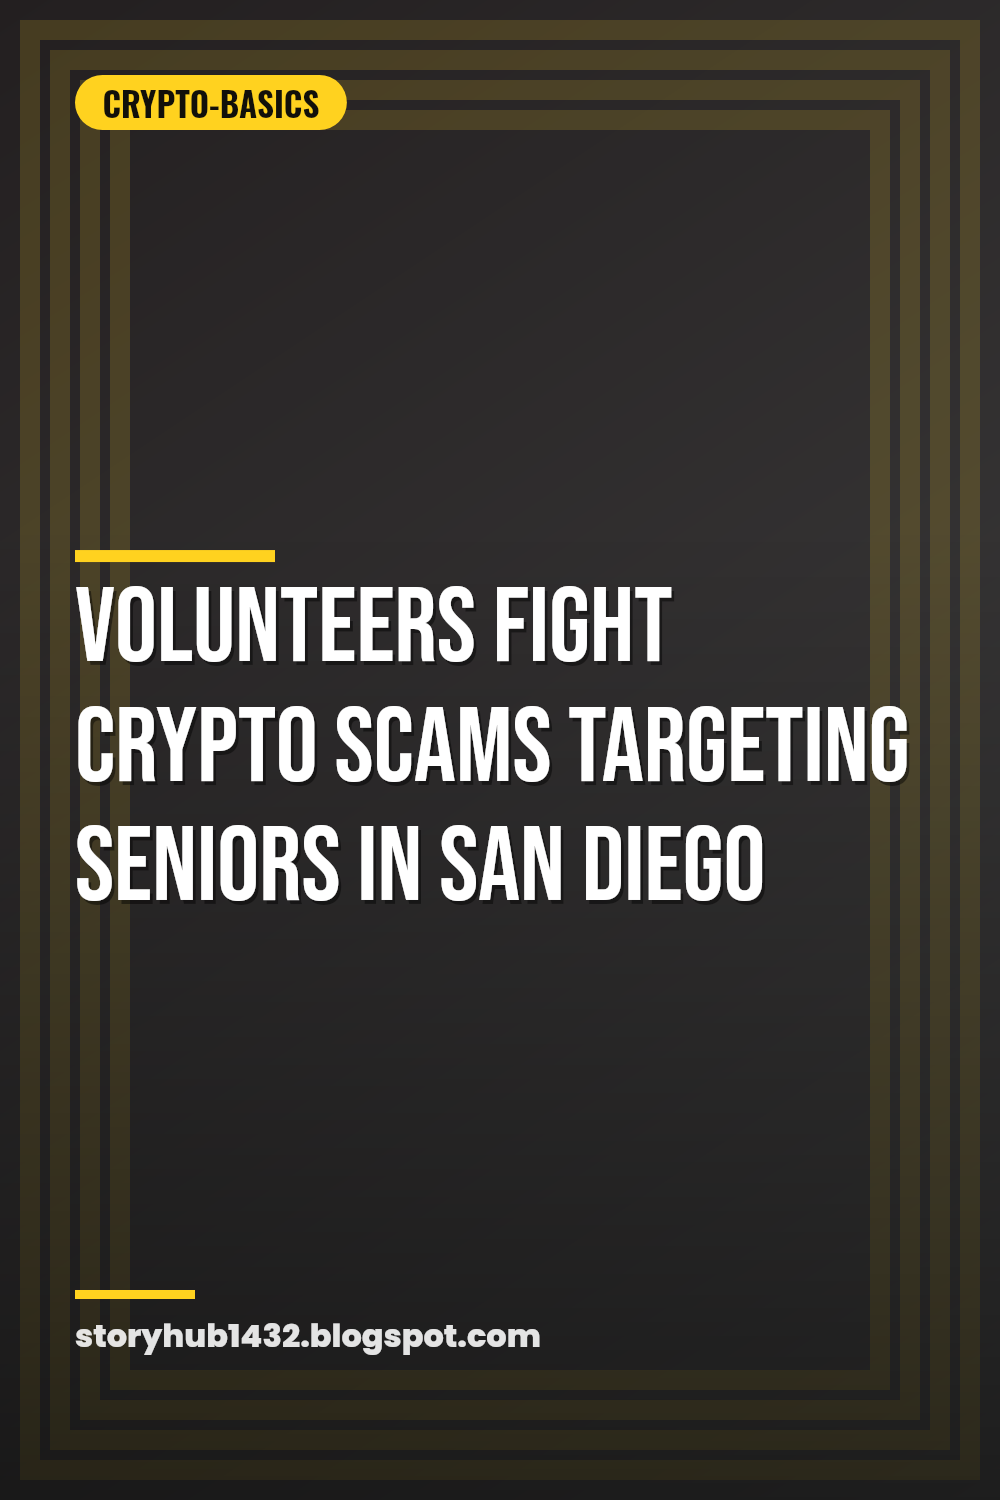 CRYPTO-BASICS
VOLUNTEERS FIGHT
CRYPTO SCAMS TARGETING
SENIORS IN SAN DIEGO
storyhub1432.blogspot.com